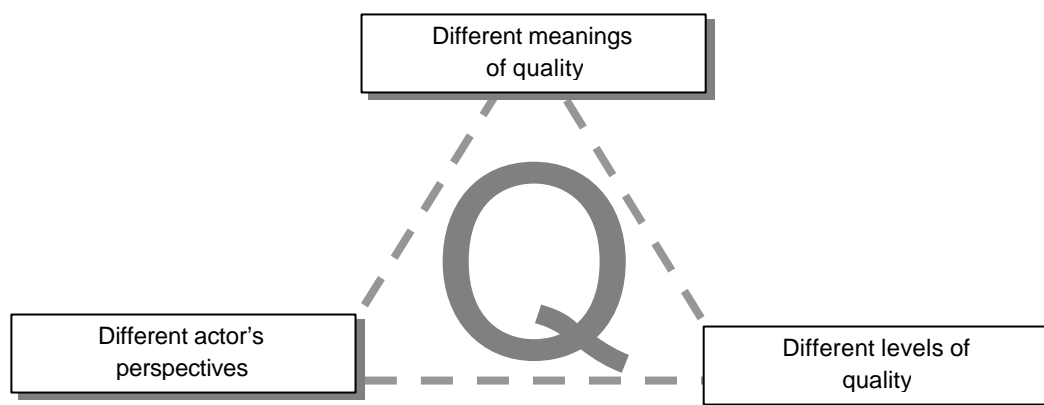 Different meanings
of quality
Q
Different actor's
perspectives
Different levels of
quality